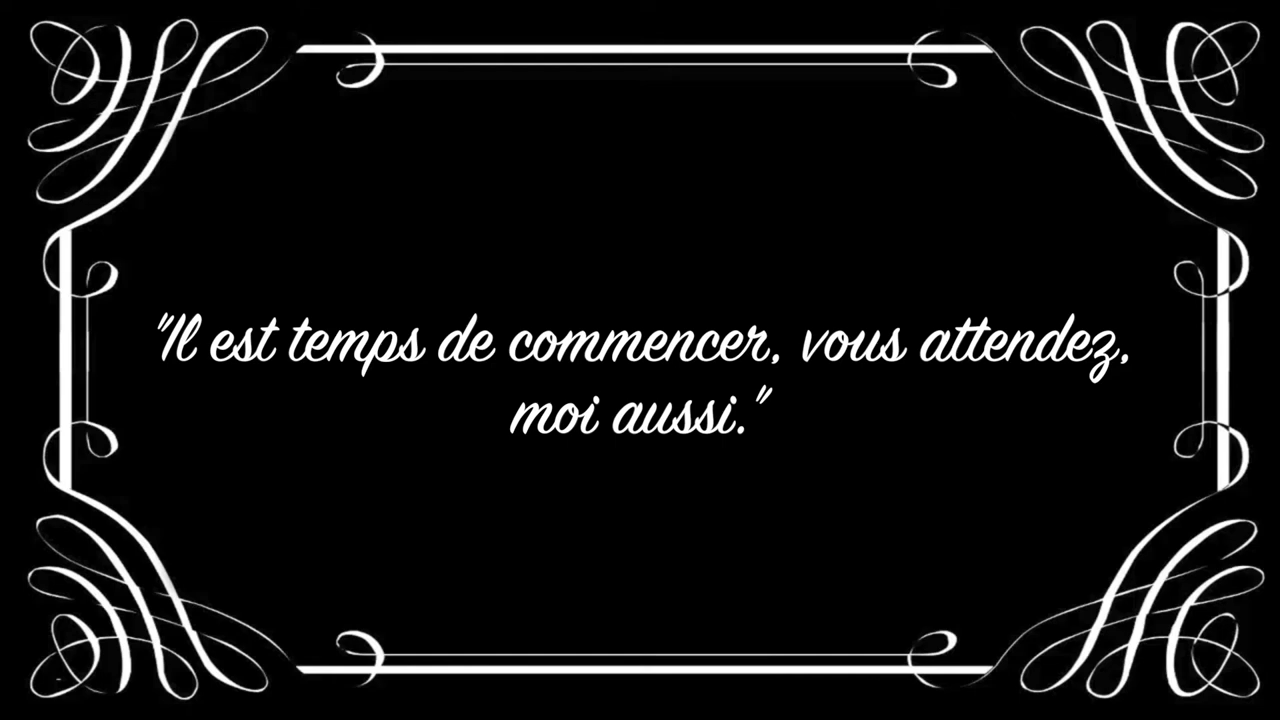 "Il est temps de commencer, vous attendez,
moi aussi."